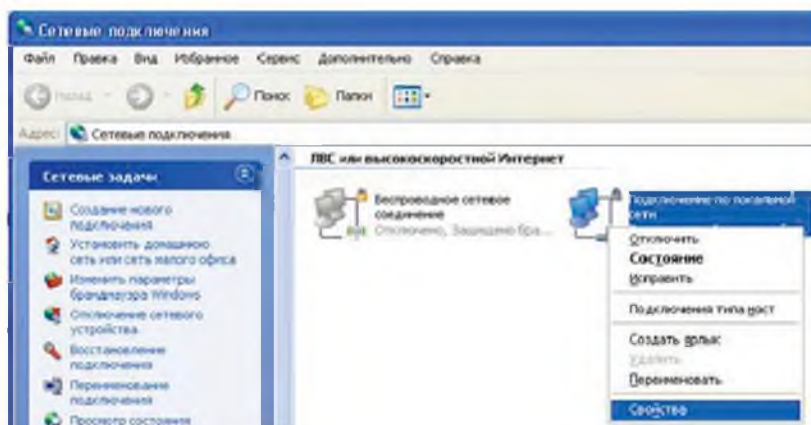 Сетевые подключения
Файл Правка Вид Избранное Сервис Дополнительно Справка
Назад Поиск Папки
Адрес: Сетевые подключения
Сетевые задачи
Создание нового
подключения
Установить домашнюю
сеть или сеть малого офиса
Изменить параметры
брандмауэра Windows
Отключение сетевого
устройства
Восстановление
подключения
Переименование
подключения
Просмотр состояния
ЛВС или высокоскоростной Интернет
Беспроводное сетевое
соединение
Отключено, Защищено бра...
Подключение по локальной
сети
Отключить
Состояние
Исправить
Подключения типа мост
Создать ярлык
Удалить
Переименовать
Свойства